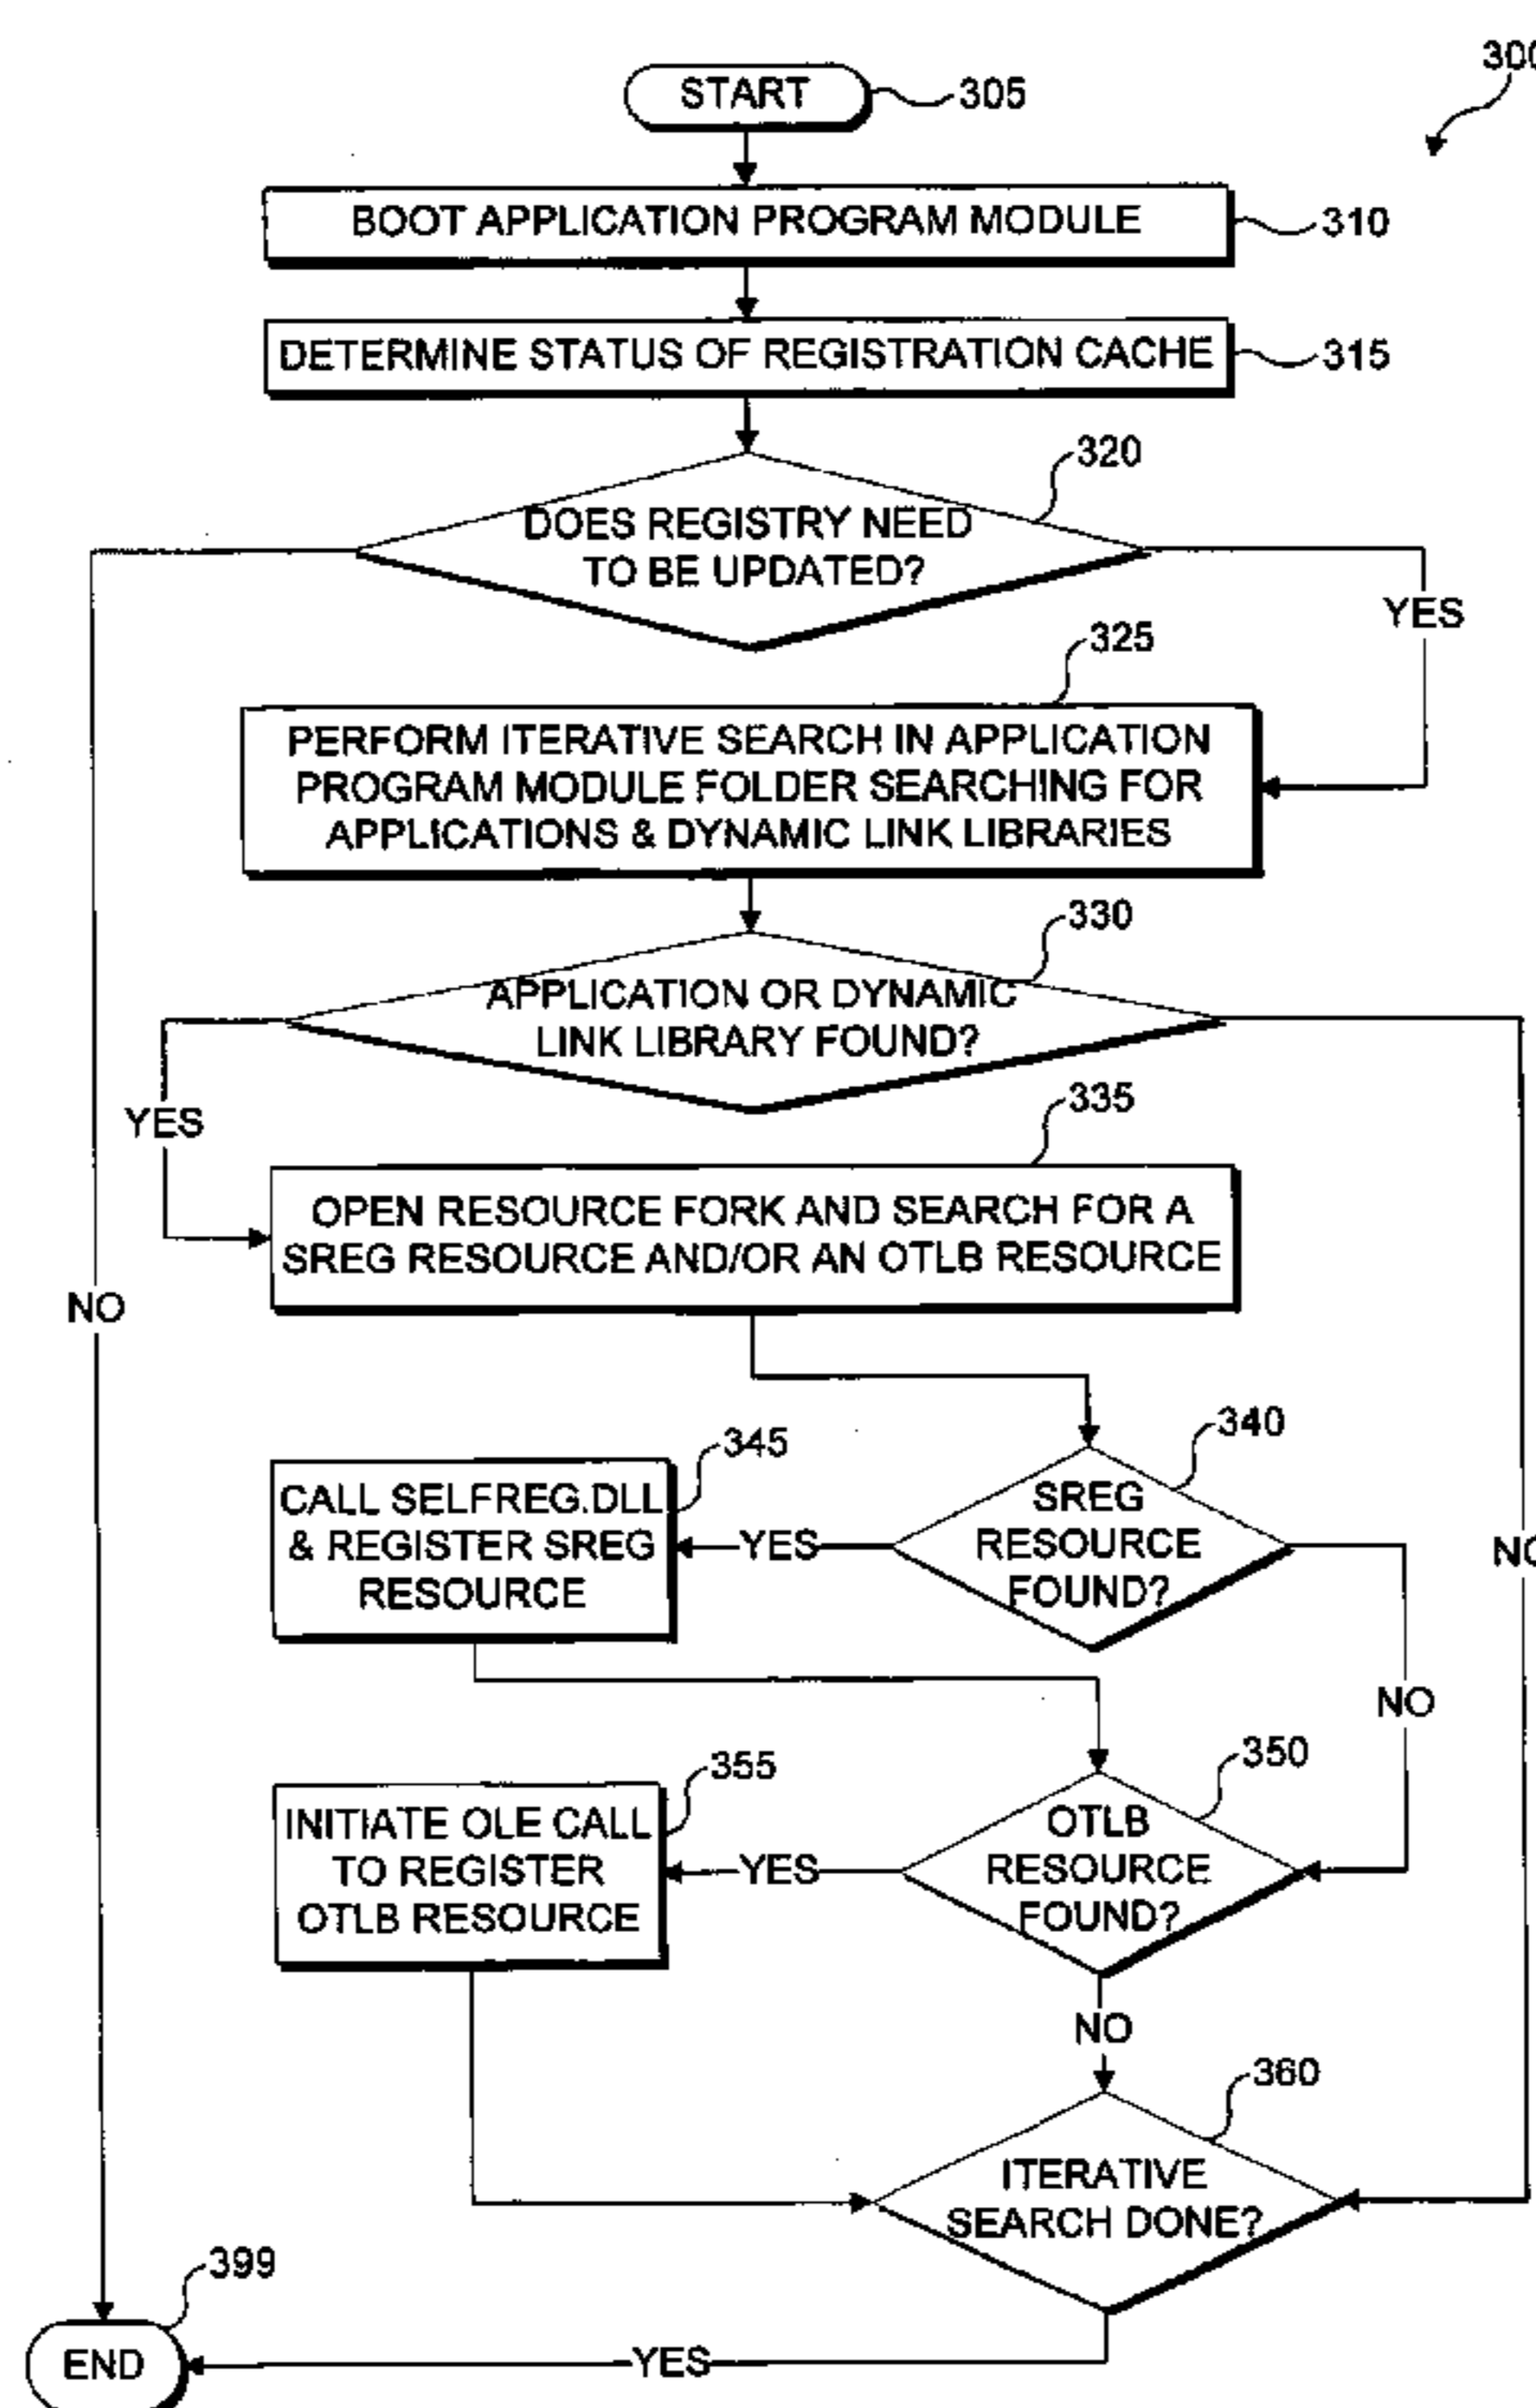 START
305
300
BOOT APPLICATION PROGRAM MODULE
310
DETERMINE STATUS OF REGISTRATION CACHE
315
320
DOES REGISTRY NEED
TO BE UPDATED?
YES
325
PERFORM ITERATIVE SEARCH IN APPLICATION
PROGRAM MODULE FOLDER SEARCHING FOR
APPLICATIONS & DYNAMIC LINK LIBRARIES
330
APPLICATION OR DYNAMIC
LINK LIBRARY FOUND?
YES
335
OPEN RESOURCE FORK AND SEARCH FOR A
SREG RESOURCE AND/OR AN OTLB RESOURCE
NO
340
345
CALL SELFREG.DLL
& REGISTER SREG
RESOURCE
YES
SREG
RESOURCE
FOUND?
NO
NO
350
355
INITIATE OLE CALL
TO REGISTER
OTLB RESOURCE
YES
OTLB
RESOURCE
FOUND?
NO
360
ITERATIVE
SEARCH DONE?
399
END
YES